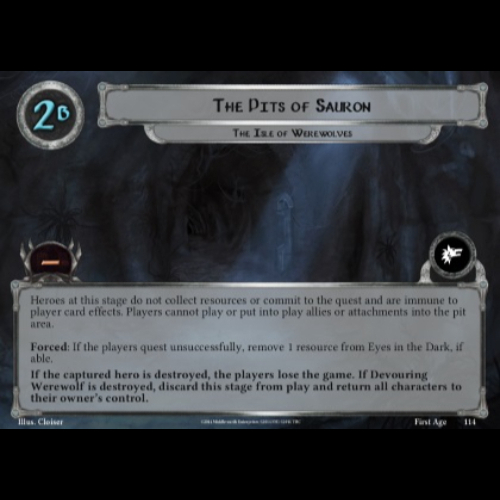 2B
THE PITS OF SAURON
THE ISLE OF WEREWOLVES
–
Heroes at this stage do not collect resources or commit to the quest and are immune to
player card effects. Players cannot play or put into play allies or attachments into the pit
area.
Forced: If the players quest unsuccessfully, remove 1 resource from Eyes in the Dark, if
able.
If the captured hero is destroyed, the players lose the game. If Devouring
Werewolf is destroyed, discard this stage from play and return all characters to
their owner's control.
Illus. Cloister
First Age 114